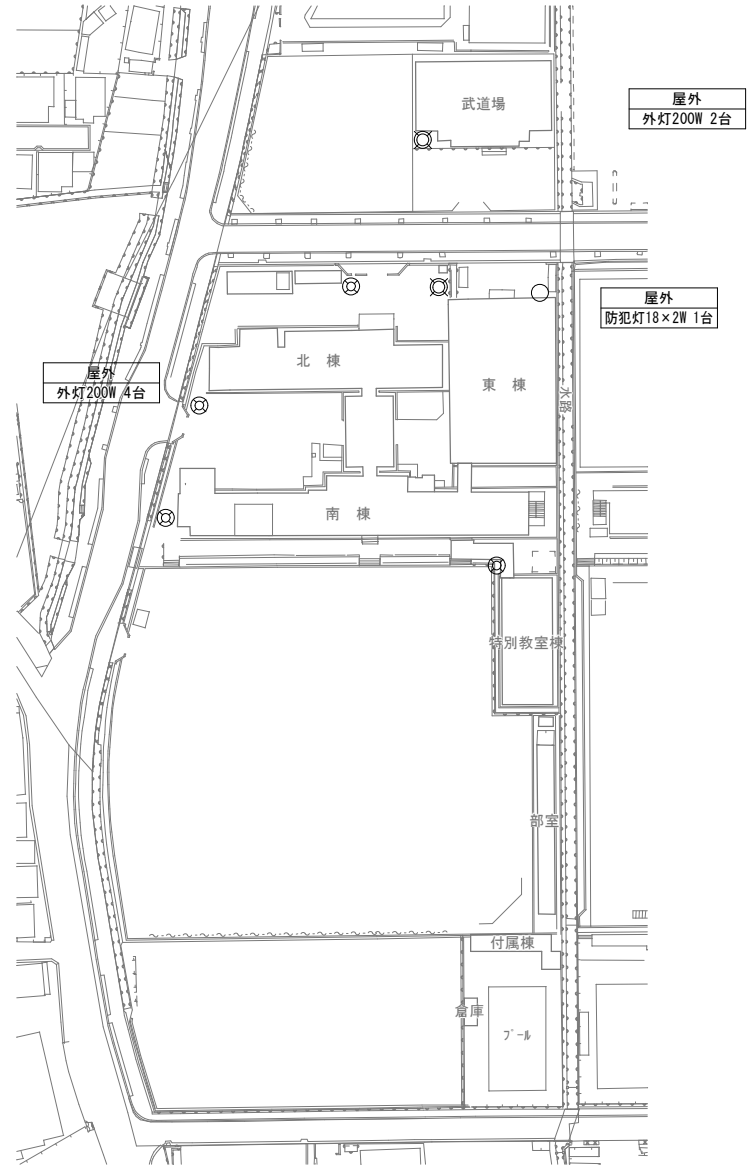 武道場
屋外
外灯200W 2台
屋外
防犯灯18×2W 1台
北 棟
屋外
外灯200W 4台
東 棟
水路
南 棟
特別教室棟
部室
付属棟
倉庫
プール